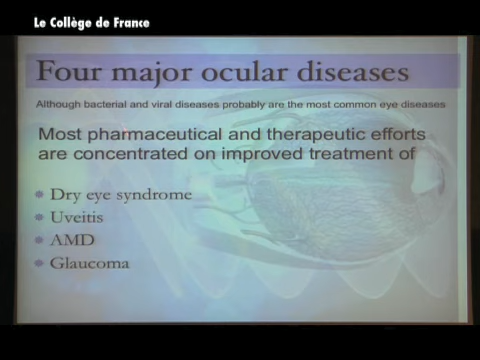 Le Collège de France
Four major ocular diseases
Although bacterial and viral diseases probably are the most common eye diseases
Most pharmaceutical and therapeutic efforts
are concentrated on improved treatment of
Dry eye syndrome
Uveitis
AMD
Glaucoma